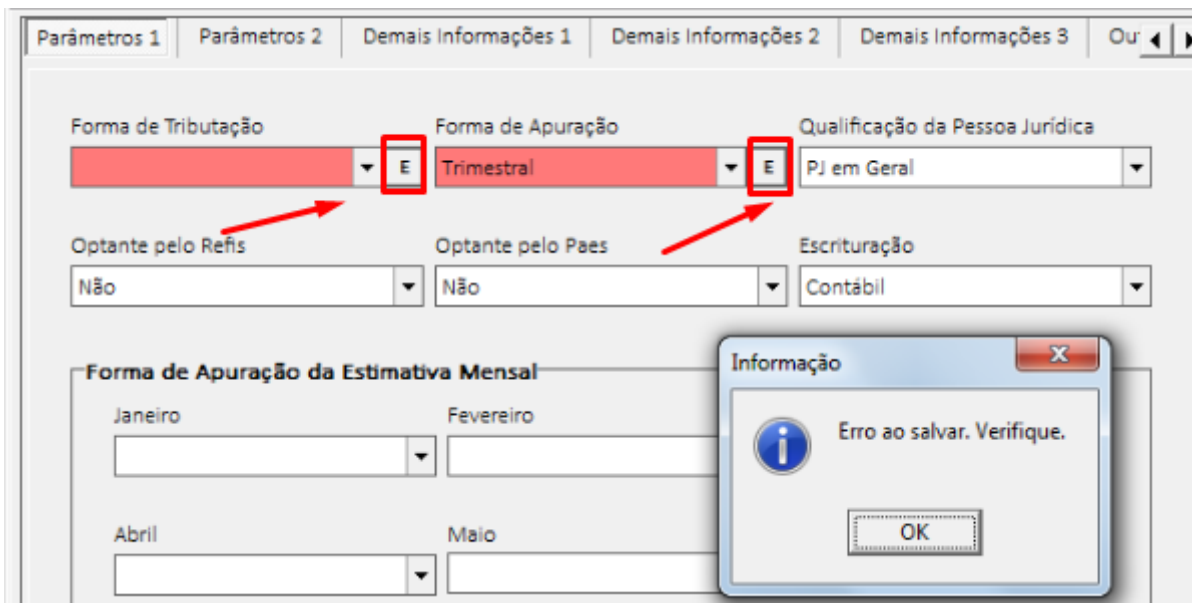 Parâmetros 1
Parâmetros 2
Demais Informações 1
Demais Informações 2
Demais Informações 3
Ou
Forma de Tributação
Forma de Apuração
Qualificação da Pessoa Jurídica
E
Trimestral
E
PJ em Geral
Optante pelo Refis
Optante pelo Paes
Escrituração
Não
Não
Contábil
Forma de Apuração da Estimativa Mensal
Janeiro
Fevereiro
Abril
Maio
Informação
Erro ao salvar. Verifique.
OK